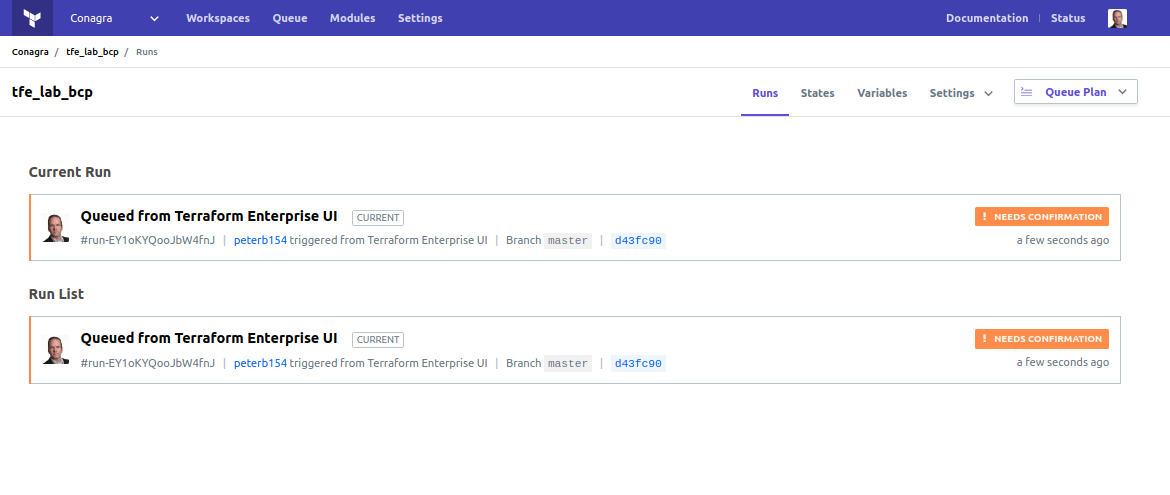 Conagra Workspaces Queue Modules Settings Documentation Status
Conagra / tfe_lab_bcp / Runs
tfe_lab_bcp Runs States Variables Settings Queue Plan
Current Run
Queued from Terraform Enterprise UI CURRENT ! NEEDS CONFIRMATION
#run-EY1oKYQooJbW4fnJ | peterb154 triggered from Terraform Enterprise UI | Branch master | d43fc90 a few seconds ago
Run List
Queued from Terraform Enterprise UI CURRENT ! NEEDS CONFIRMATION
#run-EY1oKYQooJbW4fnJ | peterb154 triggered from Terraform Enterprise UI | Branch master | d43fc90 a few seconds ago